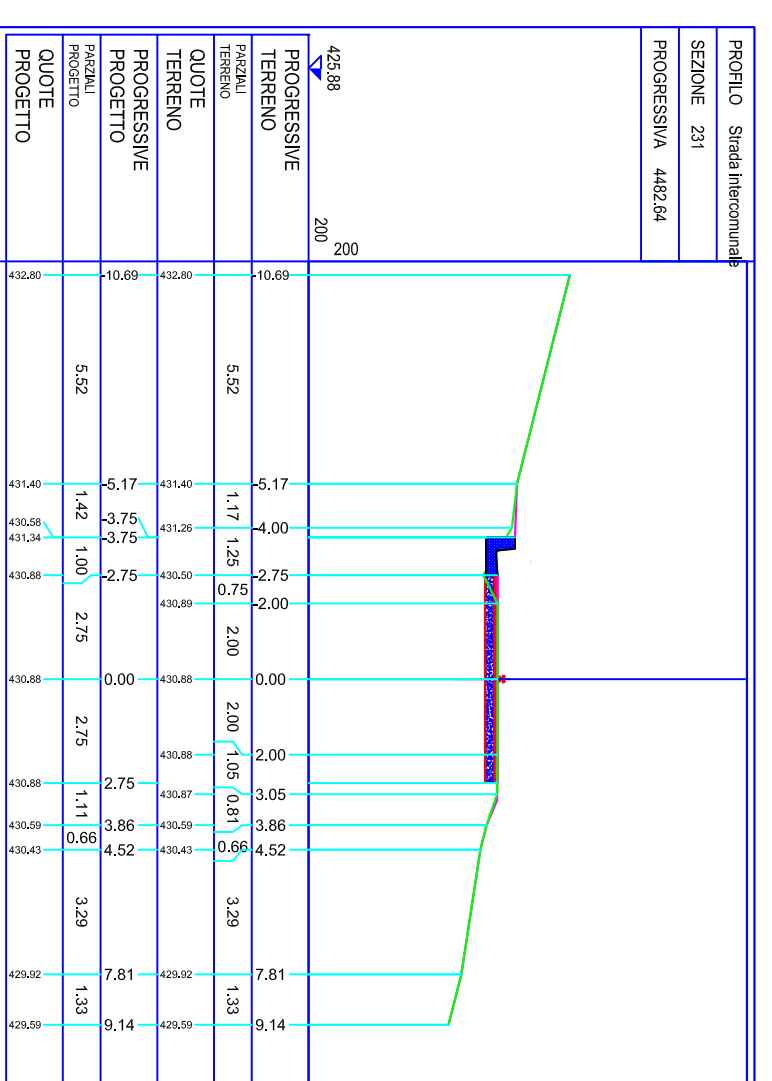 PROFILO Strada intercomunale
SEZIONE 231
PROGRESSIVA 4482.64
200
200
425.88
PROGRESSIVE TERRENO
-10.69 -5.17 -4.00 -2.75 -2.00 0.00 2.00 3.05 3.86 4.52 7.81 9.14
PARZIALI TERRENO
5.52 1.17 1.25 0.75 2.00 2.00 1.05 0.81 0.66 3.29 1.33
QUOTE TERRENO
432.80 431.40 431.26 430.50 430.89 430.88 430.88 430.87 430.59 430.43 429.92 429.59
PROGRESSIVE PROGETTO
-10.69 -5.17 -3.75 -3.75 -2.75 0.00 2.75 3.86 4.52 7.81 9.14
PARZIALI PROGETTO
5.52 1.42 1.00 2.75 2.75 1.11 0.66 3.29 1.33
QUOTE PROGETTO
432.80 431.40 430.58 431.34 430.88 430.88 430.88 430.59 430.43 429.92 429.59